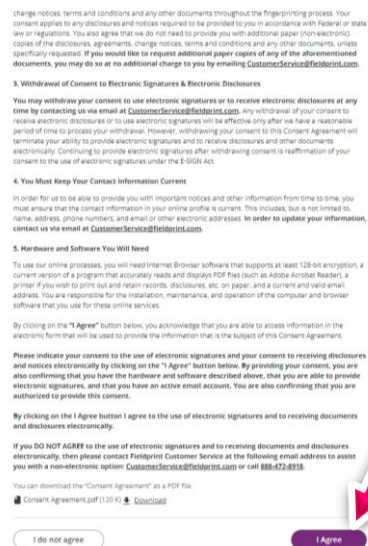 change notices, terms and conditions and any other documents throughout the fingerprinting process. Your
consent applies to any disclosures and notices required to be provided to you in accordance with Federal or state
law or regulations. You also agree that we do not need to provide you with additional paper (non-electronic)
copies of the disclosures, agreements, change notices, terms and conditions and any other documents, unless
specifically requested. If you would like to request additional paper copies of any of the aforementioned
documents, you may do so at no additional charge to you by emailing CustomerService@fieldprint.com.
3. Withdrawal of Consent to Electronic Signatures & Electronic Disclosures
You may withdraw your consent to use electronic signatures or to receive electronic disclosures at any
time by contacting us via email at CustomerService@fieldprint.com. Any withdrawal of your consent to
receive electronic disclosures or to use electronic signatures will be effective only after we have a reasonable
period of time to process your withdrawal. However, withdrawing your consent to this Consent Agreement will
terminate your ability to provide electronic signatures and to receive disclosures and other documents
electronically. Continuing to provide electronic signatures after withdrawing consent is reaffirmation of your
consent to the use of electronic signatures under the E-SIGN Act.
4. You Must Keep Your Contact Information Current
In order for us to be able to provide you with important notices and other information from time to time, you
must ensure that the contact information in your online profile is current. This includes, but is not limited to,
name, address, phone numbers, and email or other electronic addresses. In order to update your information,
contact us via email at CustomerService@fieldprint.com.
5. Hardware and Software You Will Need
To use our online processes, you will need Internet Browser software that supports at least 128-bit encryption, a
current version of a program that accurately reads and displays PDF files (such as Adobe Acrobat Reader), a
printer if you wish to print out and retain records, disclosures, etc. on paper, and a current and valid email
address. You are responsible for the installation, maintenance, and operation of the computer and browser
software that you use for these online services.
By clicking on the "I Agree" button below, you acknowledge that you are able to access information in the
electronic form that will be used to provide the information that is the subject of this Consent Agreement.
Please indicate your consent to the use of electronic signatures and your consent to receiving disclosures
and notices electronically by clicking on the "I Agree" button below. By providing your consent, you are
also confirming that you have the hardware and software described above, that you are able to provide
electronic signatures, and that you have an active email account. You are also confirming that you are
authorized to provide this consent.
By clicking on the I Agree button I agree to the use of electronic signatures and to receiving documents
and disclosures electronically.
If you DO NOT AGREE to the use of electronic signatures and to receiving documents and disclosures
electronically, then please contact Fieldprint Customer Service at the following email address to assist
you with a non-electronic option: CustomerService@fieldprint.com or call 888-472-8918.
You can download the "Consent Agreement" as a PDF file:
Consent Agreement.pdf (120 K) Download
I do not agree
I Agree